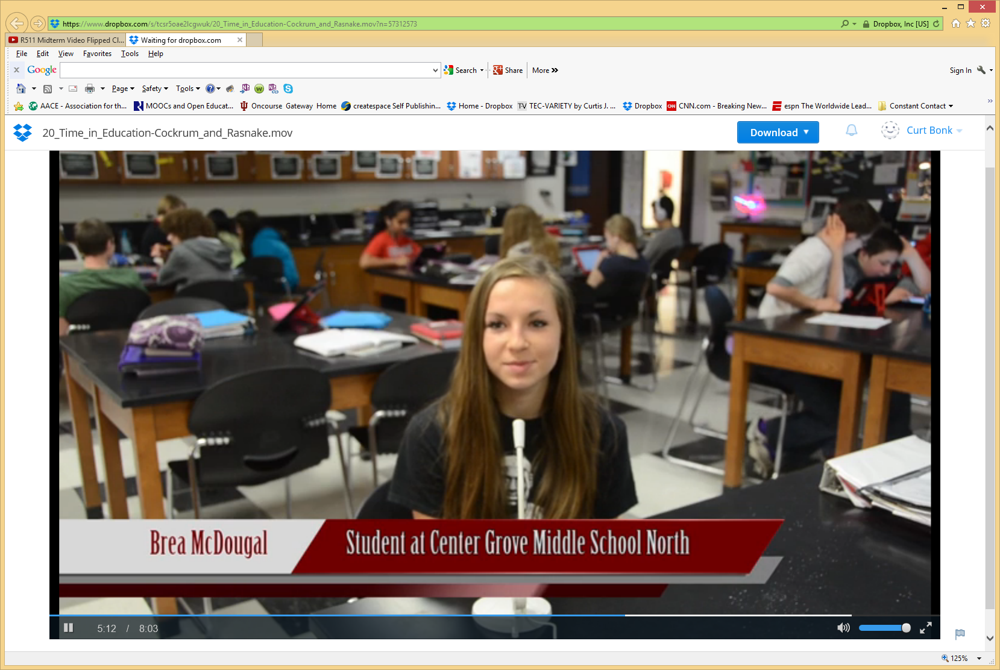 https://www.dropbox.com/s/tcsr5oae2lcgwuk/20_Time_in_Education-Cockrum_and_Rasnake.mov?n=57312573
Dropbox, Inc [US]
R511 Midterm Video Flipped Cl...
Waiting for dropbox.com
File Edit View Favorites Tools Help
x Google Search Share More »
Sign In
Page Safety Tools
AACE - Association for th... MOOCs and Open Educat... Oncourse Gateway Home createspace Self Publishin... Home - Dropbox TEC-VARIETY by Curtis J. ... Dropbox CNN.com - Breaking New... espn The Worldwide Lead... Constant Contact »
20_Time_in_Education-Cockrum_and_Rasnake.mov
Download
Curt Bonk
Brea McDougal
Student at Center Grove Middle School North
5:12 / 8:03
125%